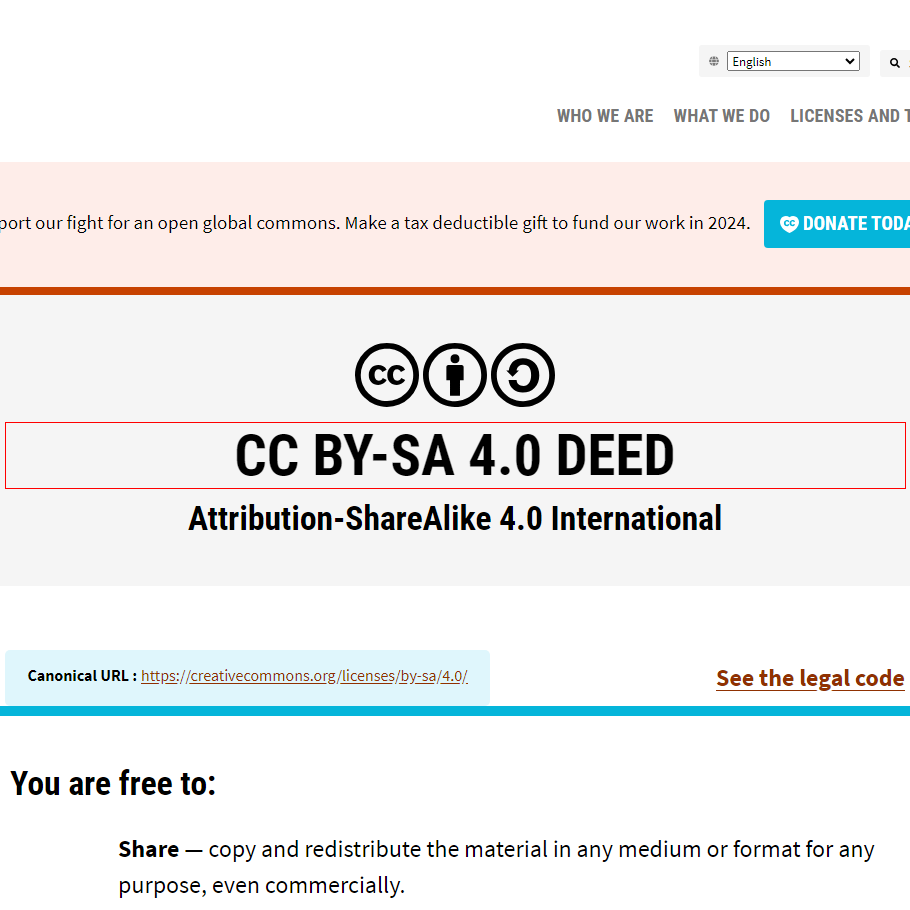 English
WHO WE ARE WHAT WE DO LICENSES AND
port our fight for an open global commons. Make a tax deductible gift to fund our work in 2024.
DONATE TODA
CC BY-SA 4.0 DEED
Attribution-ShareAlike 4.0 International
Canonical URL : https://creativecommons.org/licenses/by-sa/4.0/
See the legal code
You are free to:
Share — copy and redistribute the material in any medium or format for any
purpose, even commercially.